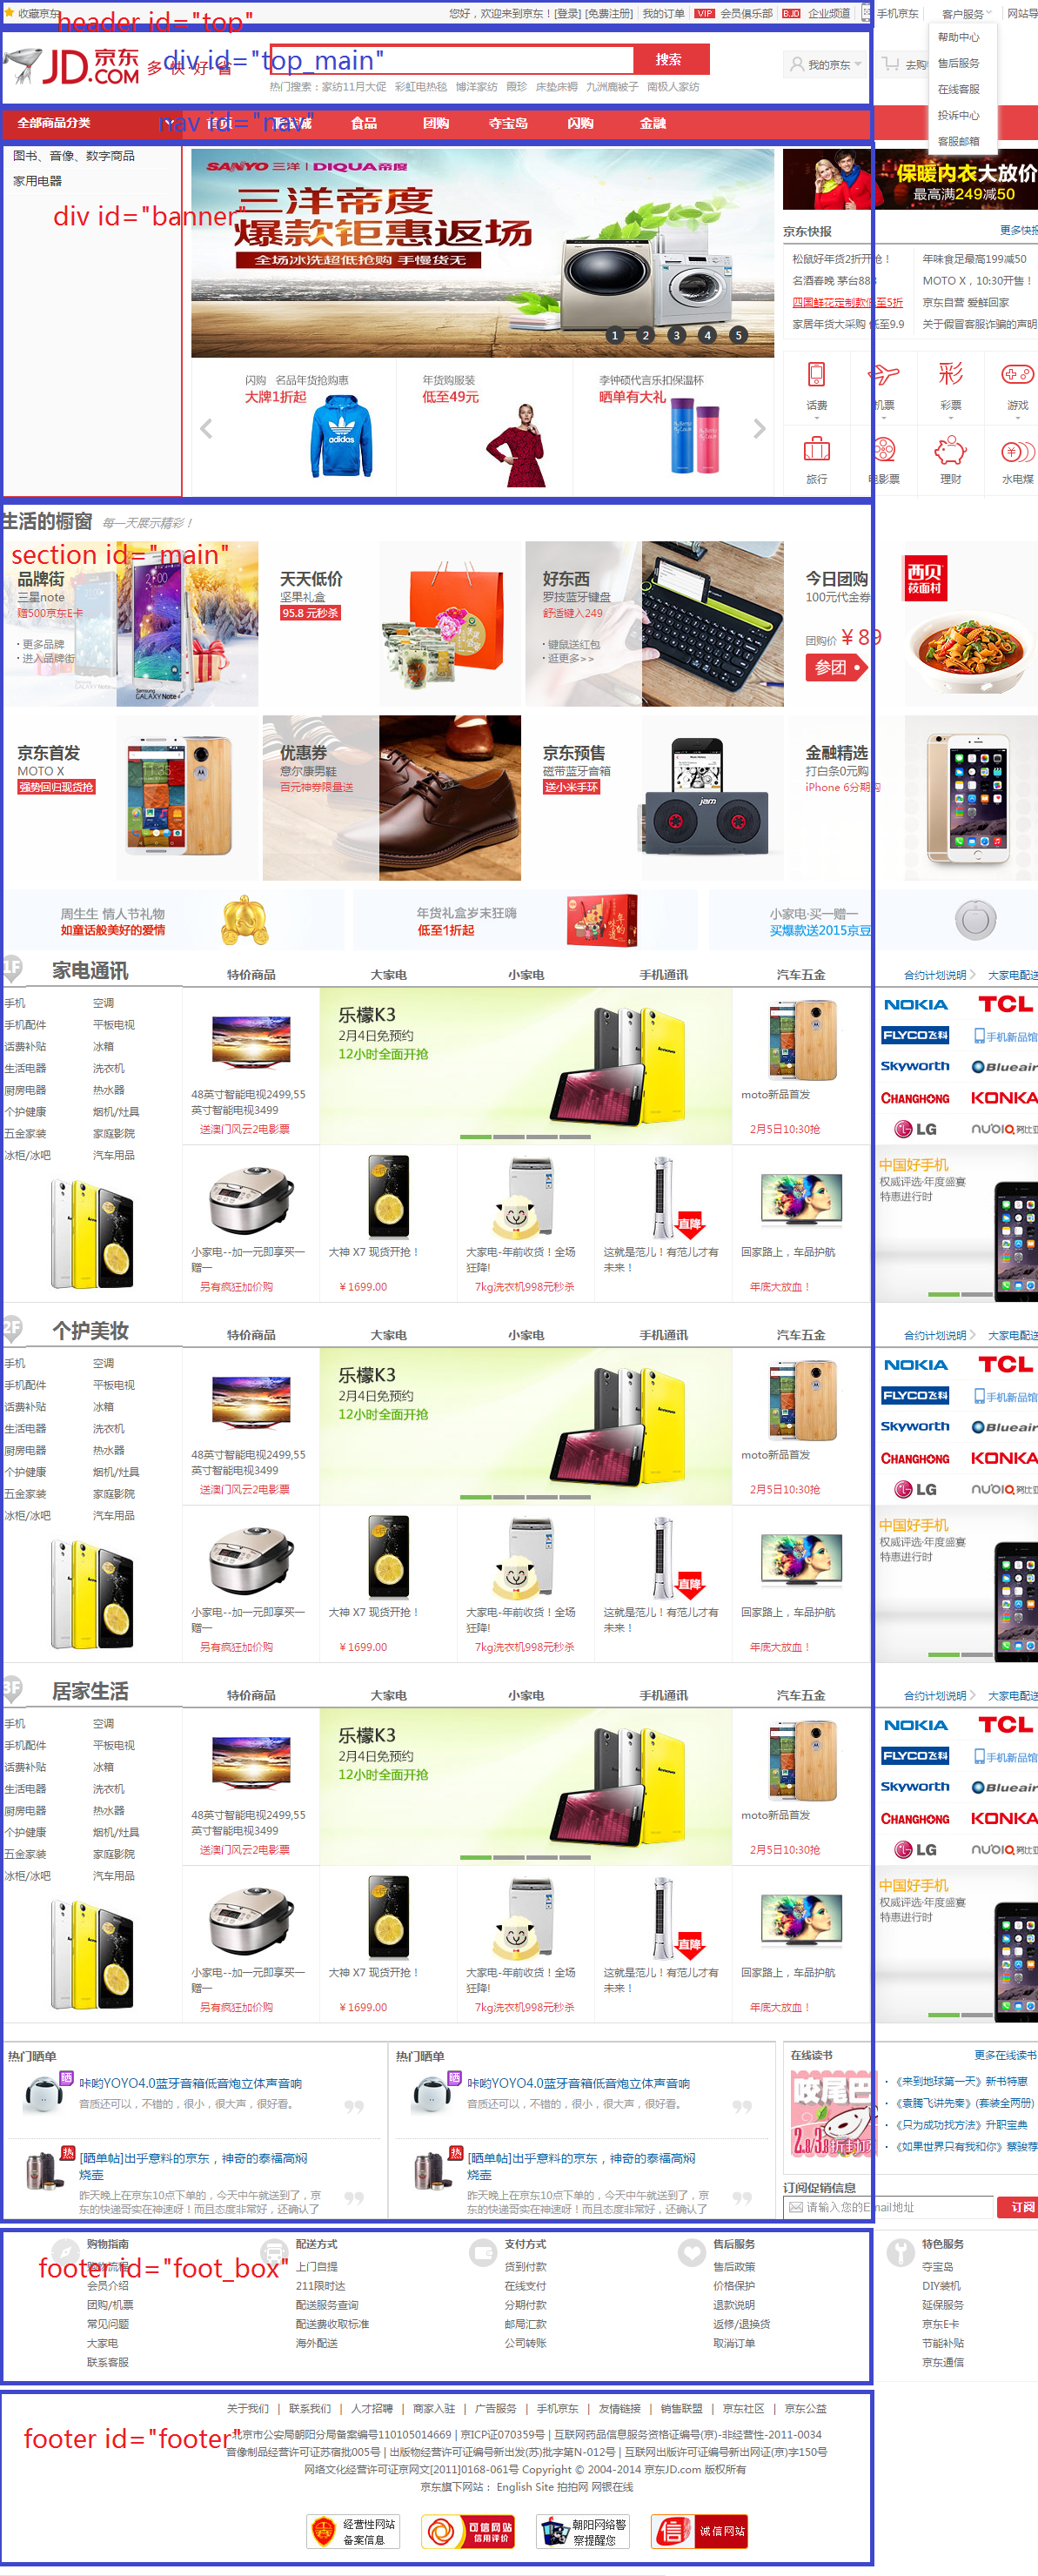 收藏京东
header id="top"
您好，欢迎来到京东！[登录] [免费注册] 我的订单 VIP 会员俱乐部 BJD 企业频道 手机京东 客户服务 网站导
帮助中心
售后服务
在线客服
投诉中心
客服邮箱
JD.COM 京东
多快好省
div id="top_main"
搜索
我的京东
去购
热门搜索：家纺11月大促 彩虹电热毯 博洋家纺 霞珍 床垫床褥 九洲鹿被子 南极人家纺
nav id="nav"
全部商品分类 首页 食品 团购 夺宝岛 闪购 金融
图书、音像、数字商品
家用电器
div id="banner"
SANYO 三洋 DIQUA 帝度
三洋帝度
爆款钜惠返场
全场冰洗超低抢购 手慢货无
1 2 3 4 5
保暖内衣大放价
最高满249减50
京东快报 更多快报
松鼠好年货2折开抢！ 年味食足最高199减50
名酒春晚 茅台888 MOTO X，10:30开售！
四国鲜花定制款低至5折 京东自营 爱鲜回家
家居年货大采购 低至9.9 关于假冒客服诈骗的声明
闪购 名品年货抢购惠
大牌1折起
adidas
年货购服装
低至49元
李钟硕代言乐扣保温杯
晒单有大礼
话费 机票 彩票 游戏
旅行 电影票 理财 水电煤
生活的橱窗 每一天展示精彩！
section id="main"
品牌街
三星note
赠500京东E卡
· 更多品牌
· 进入品牌街
SAMSUNG
GALAXY Note 4
天天低价
坚果礼盒
95.8 元秒杀
好东西
罗技蓝牙键盘
舒适键入249
· 键鼠送红包
· 逛更多>>
今日团购
100元代金券
团购价 ¥ 89
参团
西贝
莜面村
京东首发
MOTO X
强势回归现货抢
优惠券
意尔康男鞋
百元神券限量送
京东预售
磁带蓝牙音箱
送小米手环
jam
金融精选
打白条0元购
iPhone 6分期购
周生生 情人节礼物
如童话般美好的爱情
年货礼盒岁末狂嗨
低至1折起
小家电·买一赠一
买爆款送2015京豆
1F 家电通讯 特价商品 大家电 小家电 手机通讯 汽车五金 合约计划说明 大家电配送
手机 空调
手机配件 平板电视
话费补贴 冰箱
生活电器 洗衣机
厨房电器 热水器
个护健康 烟机/灶具
五金家装 家庭影院
冰柜/冰吧 汽车用品
48英寸智能电视2499,55
英寸智能电视3499
送澳门风云2电影票
乐檬K3
2月4日免预约
12小时全面开抢
moto新品首发
2月5日10:30抢
NOKIA TCL
FLYCO飞科 手机新品馆
Skyworth Blueair
CHANGHONG KONKA
LG nubia
小家电--加一元即享买一
赠一
另有疯狂加价购
大神 X7 现货开抢！
¥ 1699.00
大家电-年前收货！全场
狂降!
7kg洗衣机998元秒杀
直降
这就是范儿！有范儿才有
未来！
回家路上，车品护航
年底大放血！
中国好手机
权威评选·年度盛宴
特惠进行时
2F 个护美妆 特价商品 大家电 小家电 手机通讯 汽车五金 合约计划说明 大家电配送
手机 空调
手机配件 平板电视
话费补贴 冰箱
生活电器 洗衣机
厨房电器 热水器
个护健康 烟机/灶具
五金家装 家庭影院
冰柜/冰吧 汽车用品
48英寸智能电视2499,55
英寸智能电视3499
送澳门风云2电影票
乐檬K3
2月4日免预约
12小时全面开抢
moto新品首发
2月5日10:30抢
NOKIA TCL
FLYCO飞科 手机新品馆
Skyworth Blueair
CHANGHONG KONKA
LG nubia
小家电--加一元即享买一
赠一
另有疯狂加价购
大神 X7 现货开抢！
¥ 1699.00
大家电-年前收货！全场
狂降!
7kg洗衣机998元秒杀
直降
这就是范儿！有范儿才有
未来！
回家路上，车品护航
年底大放血！
中国好手机
权威评选·年度盛宴
特惠进行时
3F 居家生活 特价商品 大家电 小家电 手机通讯 汽车五金 合约计划说明 大家电配送
手机 空调
手机配件 平板电视
话费补贴 冰箱
生活电器 洗衣机
厨房电器 热水器
个护健康 烟机/灶具
五金家装 家庭影院
冰柜/冰吧 汽车用品
48英寸智能电视2499,55
英寸智能电视3499
送澳门风云2电影票
乐檬K3
2月4日免预约
12小时全面开抢
moto新品首发
2月5日10:30抢
NOKIA TCL
FLYCO飞科 手机新品馆
Skyworth Blueair
CHANGHONG KONKA
LG nubia
小家电--加一元即享买一
赠一
另有疯狂加价购
大神 X7 现货开抢！
¥ 1699.00
大家电-年前收货！全场
狂降!
7kg洗衣机998元秒杀
直降
这就是范儿！有范儿才有
未来！
回家路上，车品护航
年底大放血！
中国好手机
权威评选·年度盛宴
特惠进行时
热门晒单 热门晒单 在线读书 更多在线读书
晒 咔哟YOYO4.0蓝牙音箱低音炮立体声音响
音质还可以，不错的，很小，很大声，很好看。
热 [晒单帖]出乎意料的京东，神奇的泰福高焖
烧壶
昨天晚上在京东10点下单的，今天中午就送到了，京
东的快递哥实在神速呀！而且态度非常好，还确认了
晒 咔哟YOYO4.0蓝牙音箱低音炮立体声音响
音质还可以，不错的，很小，很大声，很好看。
热 [晒单帖]出乎意料的京东，神奇的泰福高焖
烧壶
昨天晚上在京东10点下单的，今天中午就送到了，京
东的快递哥实在神速呀！而且态度非常好，还确认了
咬尾巴
· 《来到地球第一天》新书特惠
· 《袁腾飞讲先秦》(套装全两册)
· 《只为成功找方法》升职宝典
· 《如果世界只有我和你》蔡骏荐
订阅促销信息
请输入您的Email地址 订阅
footer id="foot_box"
购物指南
购物流程
会员介绍
团购/机票
常见问题
大家电
联系客服
配送方式
上门自提
211限时达
配送服务查询
配送费收取标准
海外配送
支付方式
货到付款
在线支付
分期付款
邮局汇款
公司转账
售后服务
售后政策
价格保护
退款说明
返修/退换货
取消订单
特色服务
夺宝岛
DIY装机
延保服务
京东E卡
节能补贴
京东通信
footer id="footer"
关于我们 | 联系我们 | 人才招聘 | 商家入驻 | 广告服务 | 手机京东 | 友情链接 | 销售联盟 | 京东社区 | 京东公益
北京市公安局朝阳分局备案编号110105014669 | 京ICP证070359号 | 互联网药品信息服务资格证编号(京)-非经营性-2011-0034
音像制品经营许可证苏宿批005号 | 出版物经营许可证编号新出发(苏)批字第N-012号 | 互联网出版许可证编号新出网证(京)字150号
网络文化经营许可证京网文[2011]0168-061号 Copyright © 2004-2014 京东JD.com 版权所有
京东旗下网站： English Site 拍拍网 网银在线
经营性网站
备案信息
可信网站
信用评价
朝阳网络警
察提醒您
诚信网站